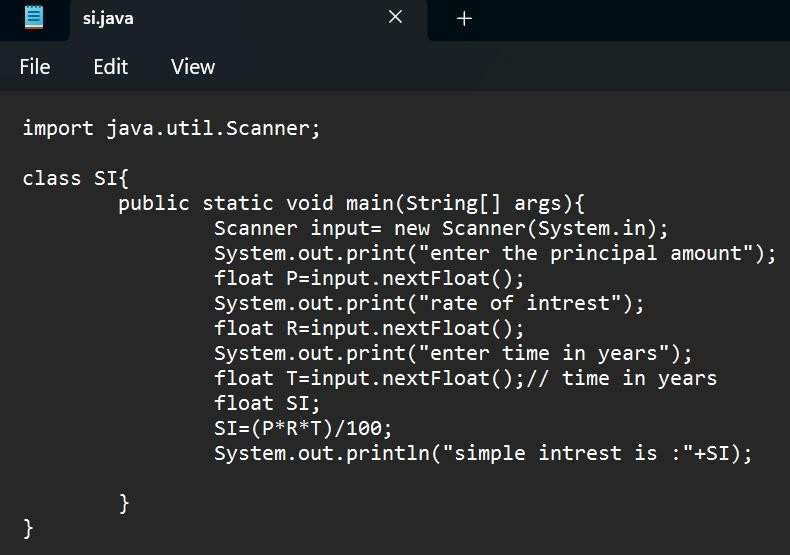 si.java
File Edit View
import java.util.Scanner;
class SI{
public static void main(String[] args){
Scanner input= new Scanner(System.in);
System.out.print("enter the principal amount");
float P=input.nextFloat();
System.out.print("rate of intrest");
float R=input.nextFloat();
System.out.print("enter time in years");
float T=input.nextFloat();// time in years
float SI;
SI=(P*R*T)/100;
System.out.println("simple intrest is :"+SI);
}
}